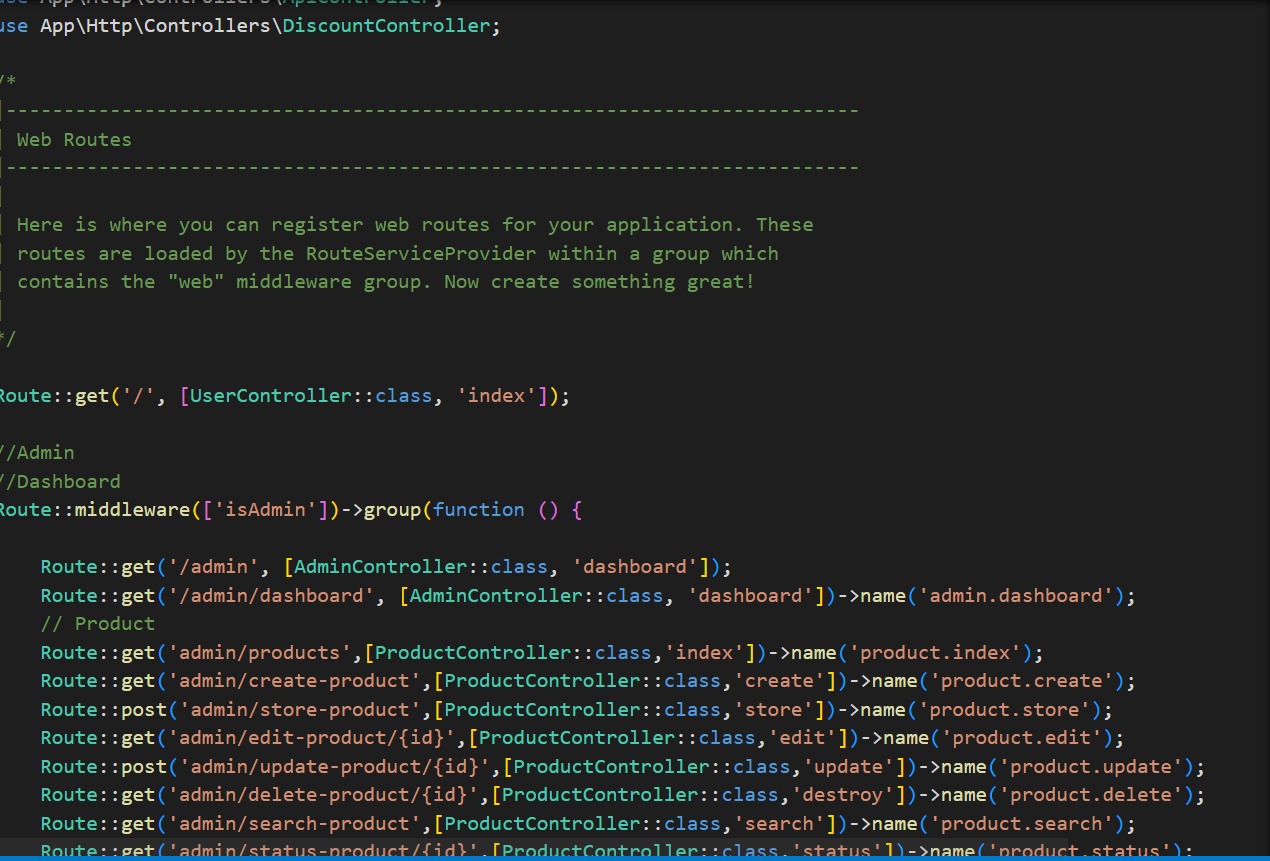 use App\Http\Controllers\ApiController;
use App\Http\Controllers\DiscountController;
/*
|--------------------------------------------------------------------------
| Web Routes
|--------------------------------------------------------------------------
|
| Here is where you can register web routes for your application. These
| routes are loaded by the RouteServiceProvider within a group which
| contains the "web" middleware group. Now create something great!
|
*/
Route::get('/', [UserController::class, 'index']);
//Admin
//Dashboard
Route::middleware(['isAdmin'])->group(function () {
Route::get('/admin', [AdminController::class, 'dashboard']);
Route::get('/admin/dashboard', [AdminController::class, 'dashboard'])->name('admin.dashboard');
// Product
Route::get('admin/products',[ProductController::class,'index'])->name('product.index');
Route::get('admin/create-product',[ProductController::class,'create'])->name('product.create');
Route::post('admin/store-product',[ProductController::class,'store'])->name('product.store');
Route::get('admin/edit-product/{id}',[ProductController::class,'edit'])->name('product.edit');
Route::post('admin/update-product/{id}',[ProductController::class,'update'])->name('product.update');
Route::get('admin/delete-product/{id}',[ProductController::class,'destroy'])->name('product.delete');
Route::get('admin/search-product',[ProductController::class,'search'])->name('product.search');
Route::get('admin/status-product/{id}',[ProductController::class,'status'])->name('product.status');